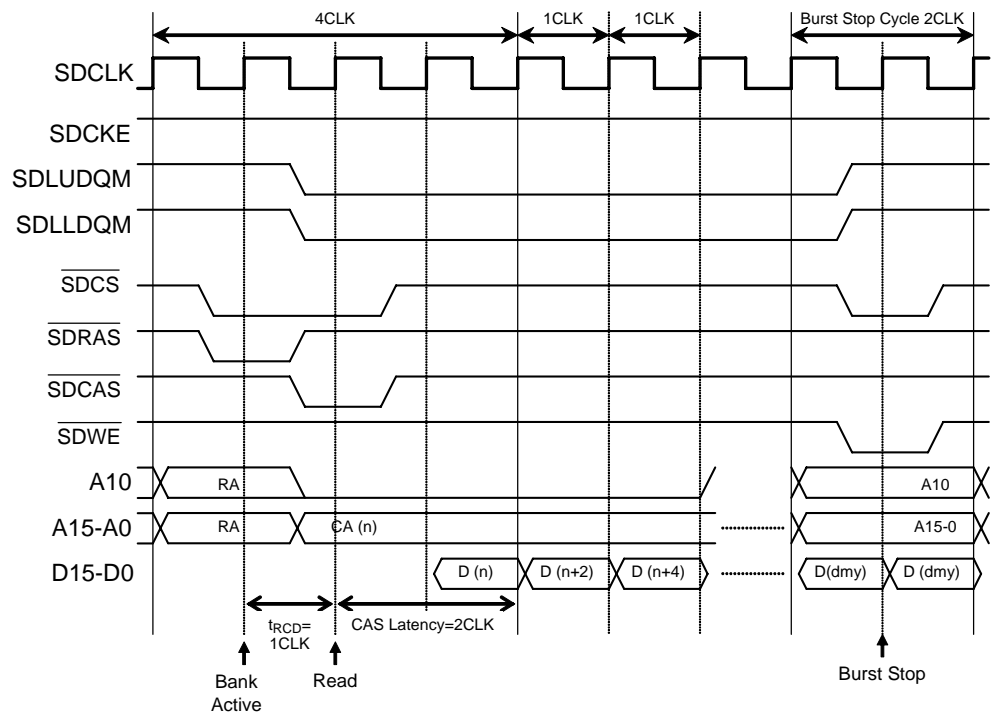 4CLK 1CLK 1CLK Burst Stop Cycle 2CLK
SDCLK
SDCKE
SDLUDQM
SDLLDQM
SDCS
SDRAS
SDCAS
SDWE
A10 RA A10
A15-A0 RA CA (n) A15-0
D15-D0 D (n) D (n+2) D (n+4) D(dmy) D (dmy)
tRCD=
1CLK
CAS Latency=2CLK
Bank
Active
Read
Burst Stop